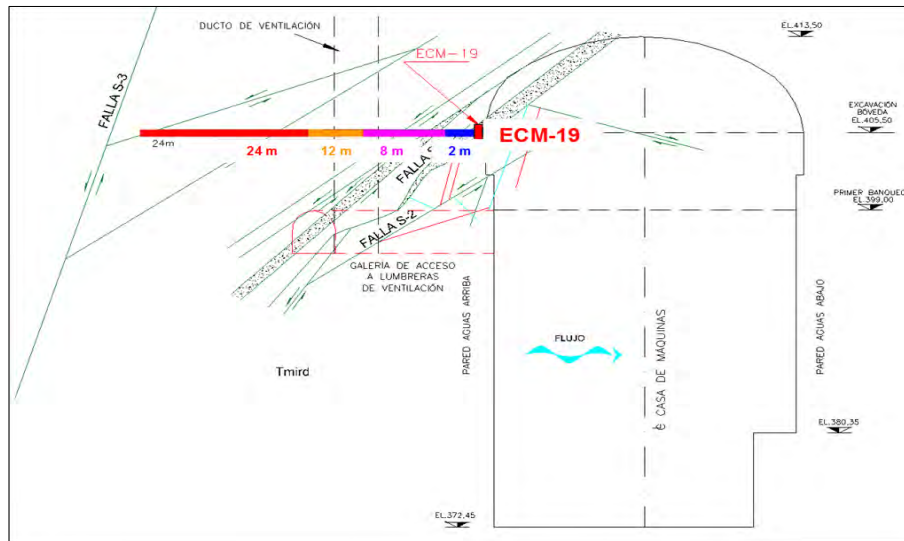 DUCTO DE VENTILACIÓN
EL.413,50
ECM-19
FALLA S-3
EXCAVACIÓN
BÓVEDA
EL.405,50
ECM-19
24m
24 m
12 m
8 m
2 m
FALLA
PRIMER BANQUEO
EL.399,00
FALLA S-2
GALERÍA DE ACCESO
A LUMBRERAS
DE VENTILACIÓN
PARED AGUAS ARRIBA
FLUJO
CASA DE MÁQUINAS
PARED AGUAS ABAJO
Tmird
EL.380,35
EL.372,45